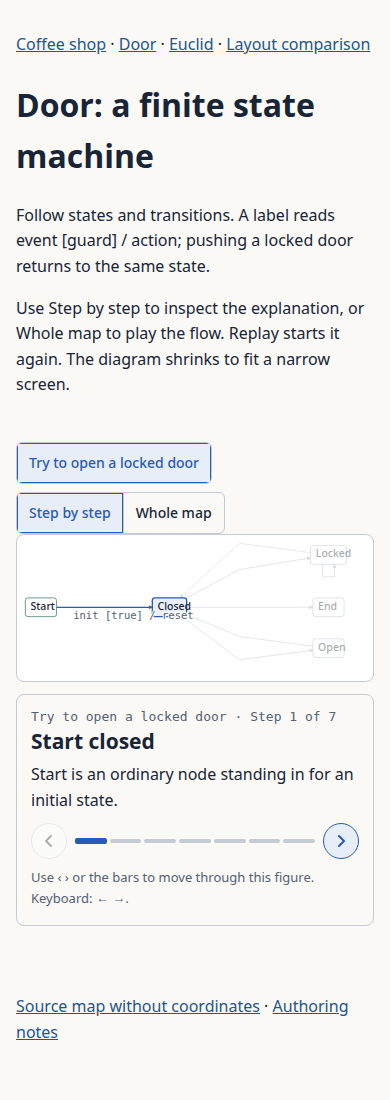 Coffee shop · Door · Euclid · Layout comparison
Door: a finite state
machine
Follow states and transitions. A label reads
event [guard] / action; pushing a locked door
returns to the same state.
Use Step by step to inspect the explanation, or
Whole map to play the flow. Replay starts it
again. The diagram shrinks to fit a narrow
screen.
Try to open a locked door
Step by step
Whole map
Locked
Start
Closed
End
init [true] / reset
Open
Try to open a locked door · Step 1 of 7
Start closed
Start is an ordinary node standing in for an
initial state.
Use ‹ › or the bars to move through this figure.
Keyboard: ← →.
Source map without coordinates · Authoring
notes